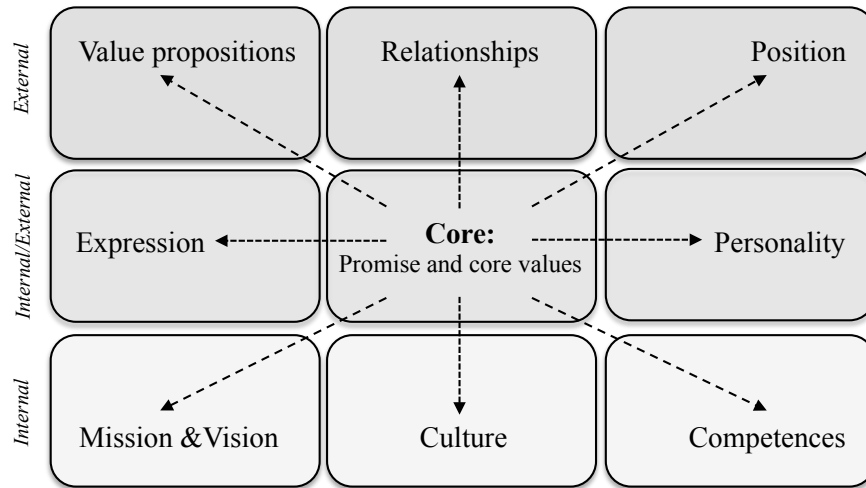 External
Value propositions
Relationships
Position
Internal/External
Expression
Core:
Promise and core values
Personality
Internal
Mission &Vision
Culture
Competences